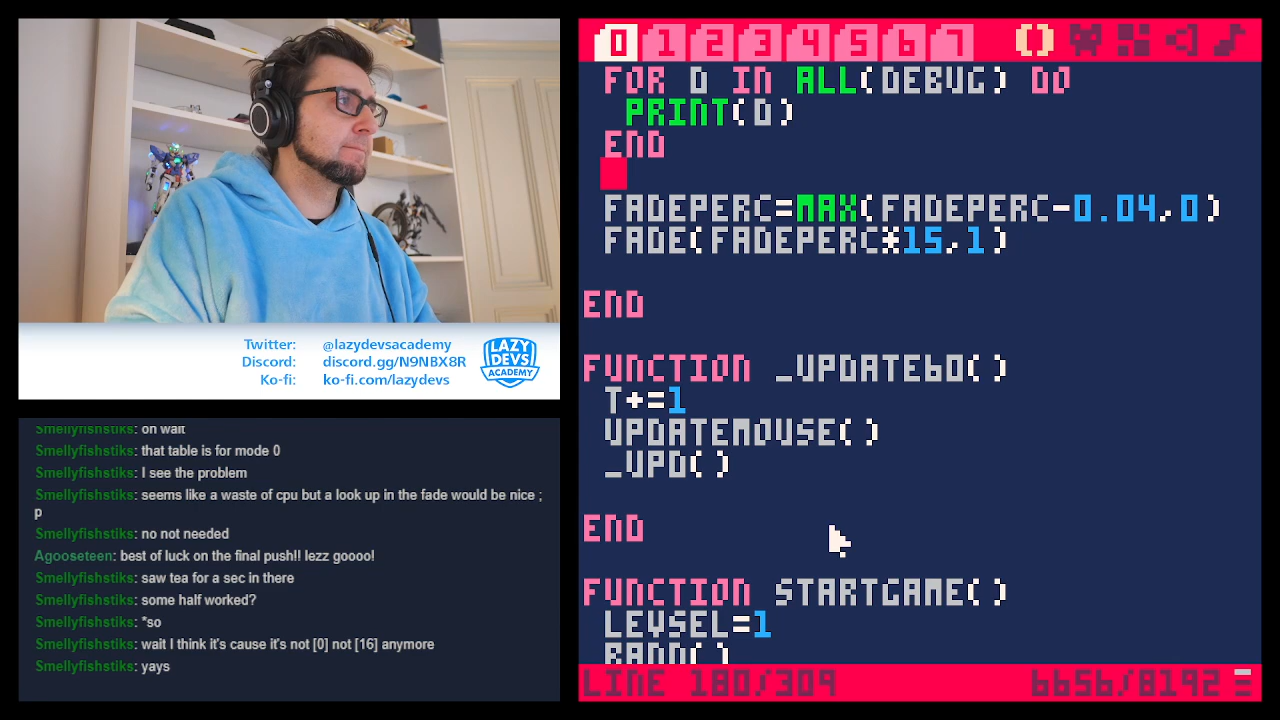 Twitter: @lazydevsacademy
Discord: discord.gg/N9NBX8R
Ko-fi: ko-fi.com/lazydevs
LAZY
DEVS
ACADEMY
Smellyfishstiks: on wait
Smellyfishstiks: that table is for mode 0
Smellyfishstiks: I see the problem
Smellyfishstiks: seems like a waste of cpu but a look up in the fade would be nice ;
p
Smellyfishstiks: no not needed
Agooseteen: best of luck on the final push!! lezz goooo!
Smellyfishstiks: saw tea for a sec in there
Smellyfishstiks: some half worked?
Smellyfishstiks: *so
Smellyfishstiks: wait I think it's cause it's not [0] not [16] anymore
Smellyfishstiks: yays
0 1 2 3 4 5 6 7 ()
FOR D IN ALL(DEBUG) DO
PRINT(D)
END
FADEPERC=MAX(FADEPERC-0.04,0)
FADE(FADEPERC*15,1)
END
FUNCTION _UPDATE60()
T+=1
UPDATEMOUSE()
_UPD()
END
FUNCTION STARTGAME()
LEVSEL=1
LINE 180/309 6656/8192